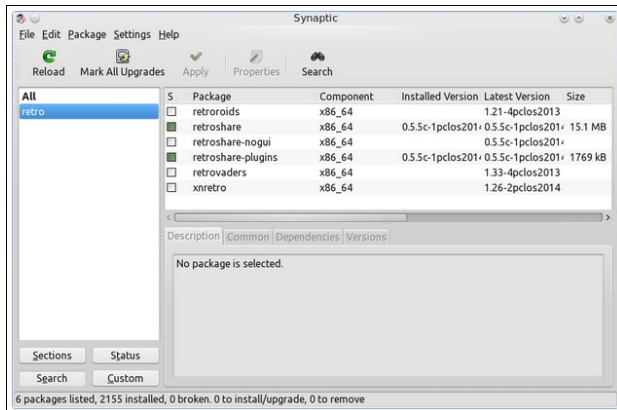 Synaptic
File Edit Package Settings Help
Reload Mark All Upgrades Apply Properties Search
All
retro
S Package Component Installed Version Latest Version Size
retroroids x86_64 1.21-4pclos2013
retroshare x86_64 0.5.5c-1pclos201 0.5.5c-1pclos201 15.1 MB
retroshare-nogui x86_64 0.5.5c-1pclos201
retroshare-plugins x86_64 0.5.5c-1pclos201 0.5.5c-1pclos201 1769 kB
retrovaders x86_64 1.33-4pclos2013
xnretro x86_64 1.26-2pclos2014
Description Common Dependencies Versions
No package is selected.
Sections Status
Search Custom
6 packages listed, 2155 installed, 0 broken. 0 to install/upgrade, 0 to remove